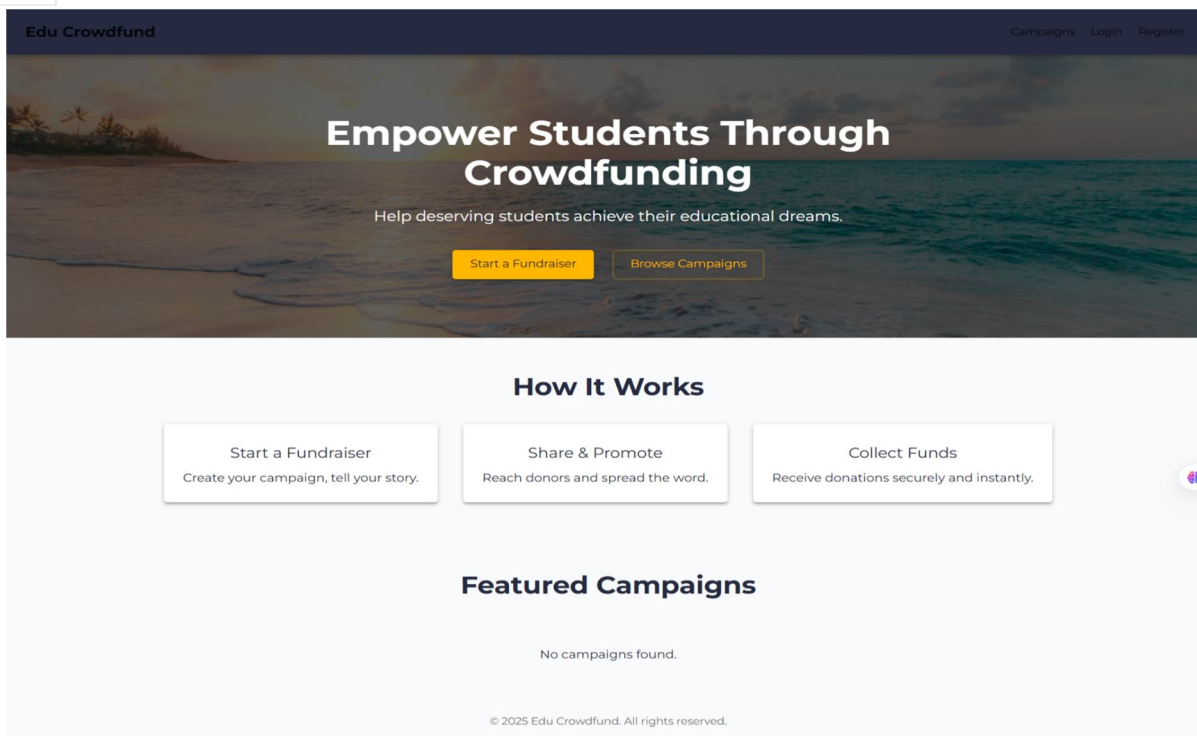 Edu Crowdfund
Campaigns Login Register
Empower Students Through
Crowdfunding
Help deserving students achieve their educational dreams.
Start a Fundraiser Browse Campaigns
How It Works
Start a Fundraiser
Create your campaign, tell your story.
Share & Promote
Reach donors and spread the word.
Collect Funds
Receive donations securely and instantly.
Featured Campaigns
No campaigns found.
© 2025 Edu Crowdfund. All rights reserved.